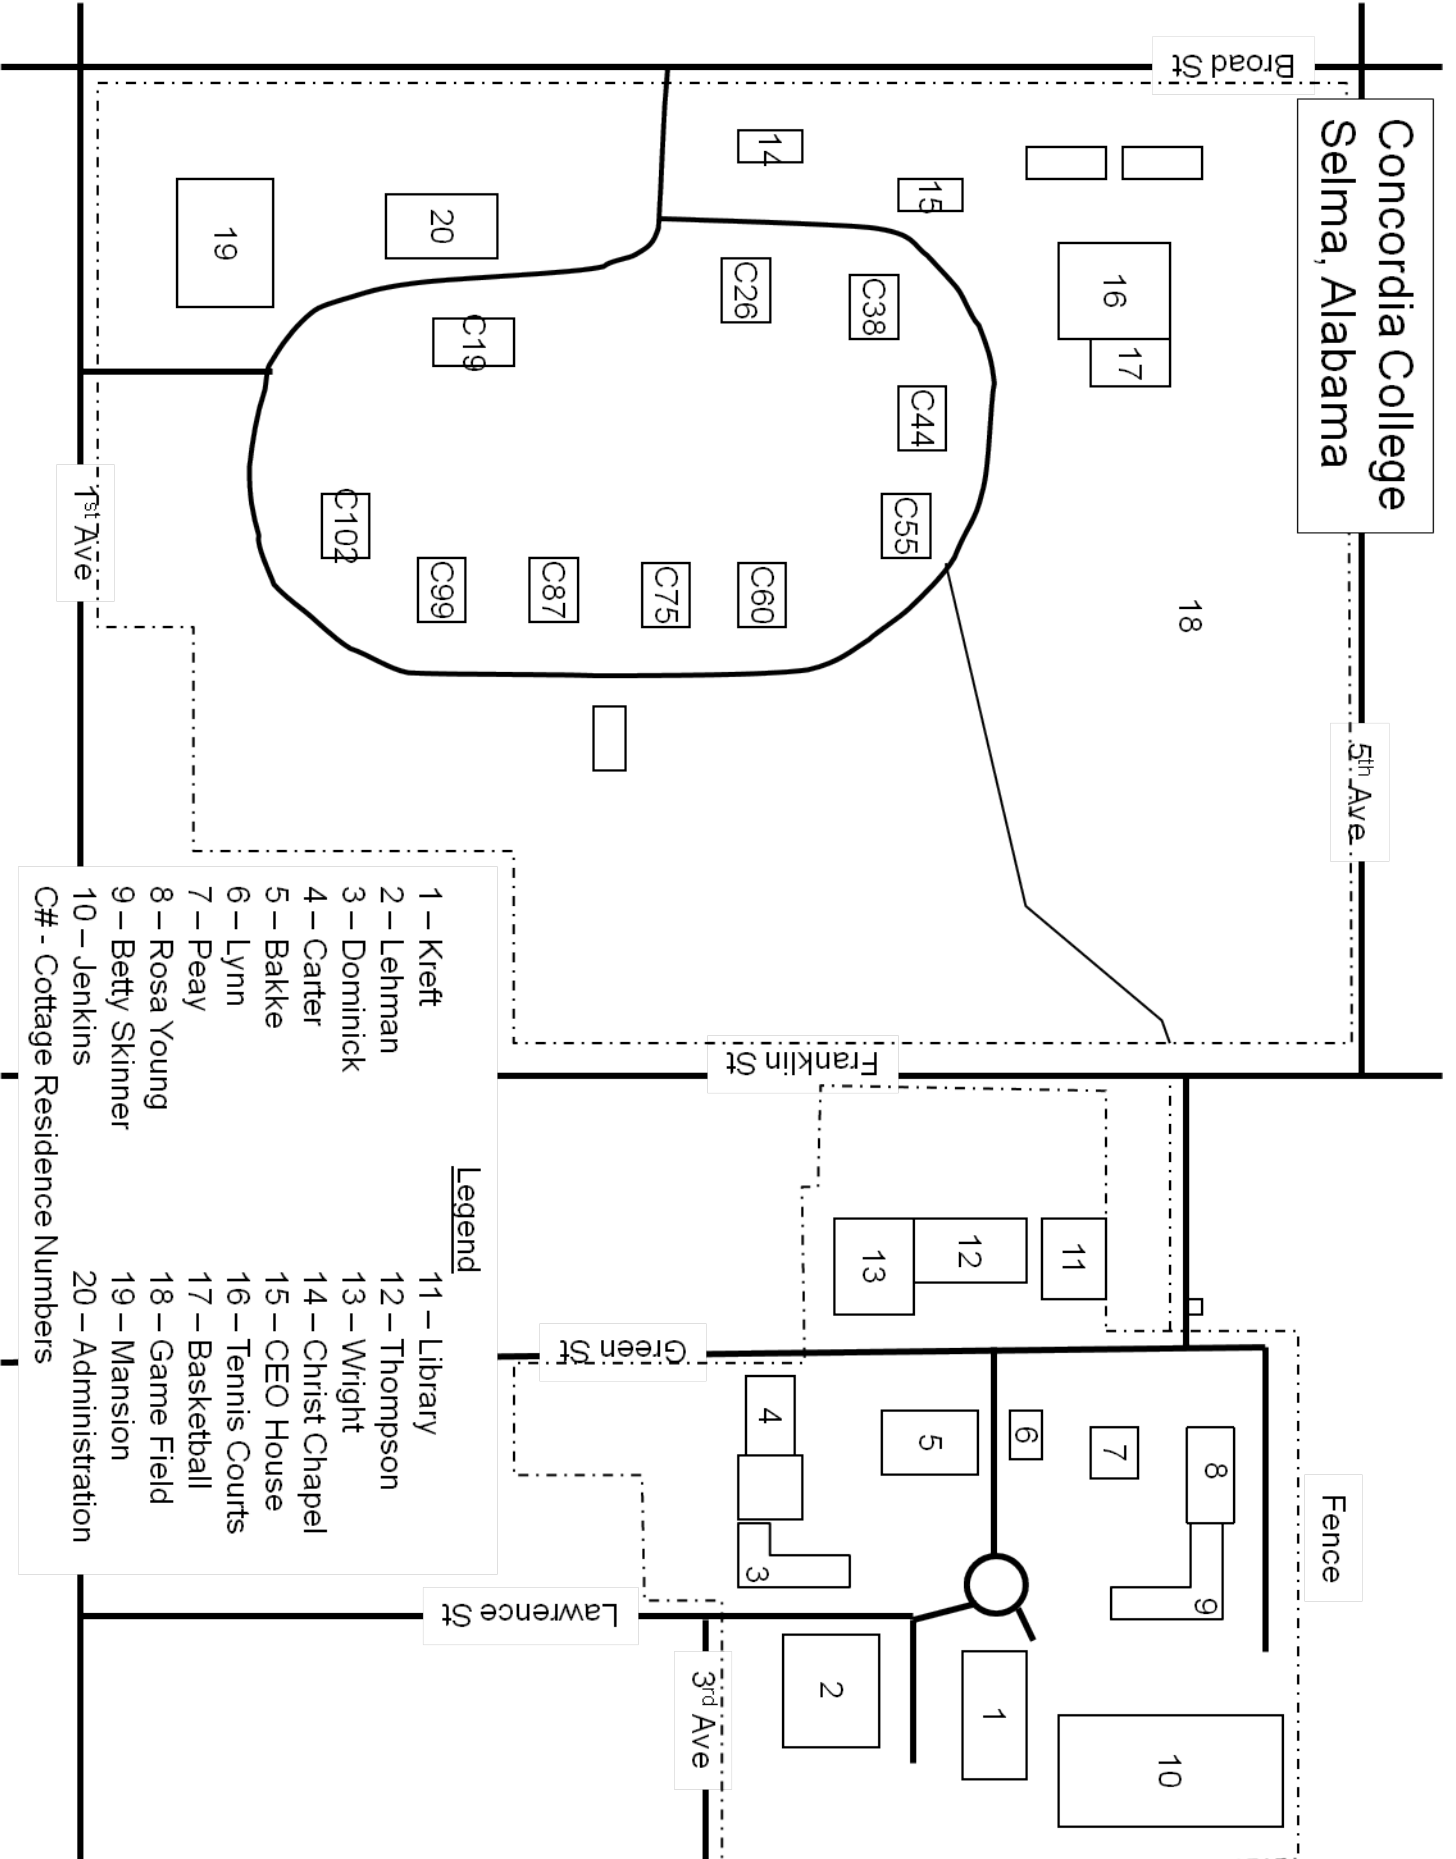 Concordia College
Selma, Alabama
Broad St
5th Ave
1st Ave
Franklin St
Green St
Lawrence St
3rd Ave
Fence
14
15
16
17
18
19
20
C19
C26
C38
C44
C55
C60
C75
C87
C99
C102
13
12
11
4
5
6
7
8
3
9
2
1
10
Legend
1 – Kreft
2 – Lehman
3 – Dominick
4 – Carter
5 – Bakke
6 – Lynn
7 – Peay
8 – Rosa Young
9 – Betty Skinner
10 – Jenkins
11 – Library
12 – Thompson
13 – Wright
14 – Christ Chapel
15 – CEO House
16 – Tennis Courts
17 – Basketball
18 – Game Field
19 – Mansion
20 – Administration
C# - Cottage Residence Numbers